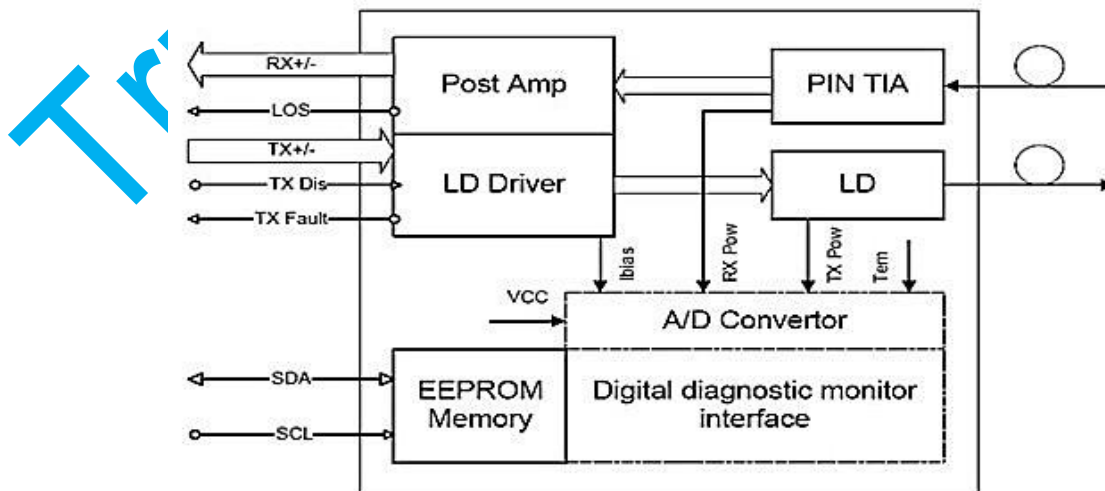 RX+/-
LOS
TX+/-
TX Dis
TX Fault
Post Amp
LD Driver
PIN TIA
LD
Ibias
RX Pow
TX Pow
Tem
VCC
A/D Convertor
SDA
SCL
EEPROM
Memory
Digital diagnostic monitor
interface